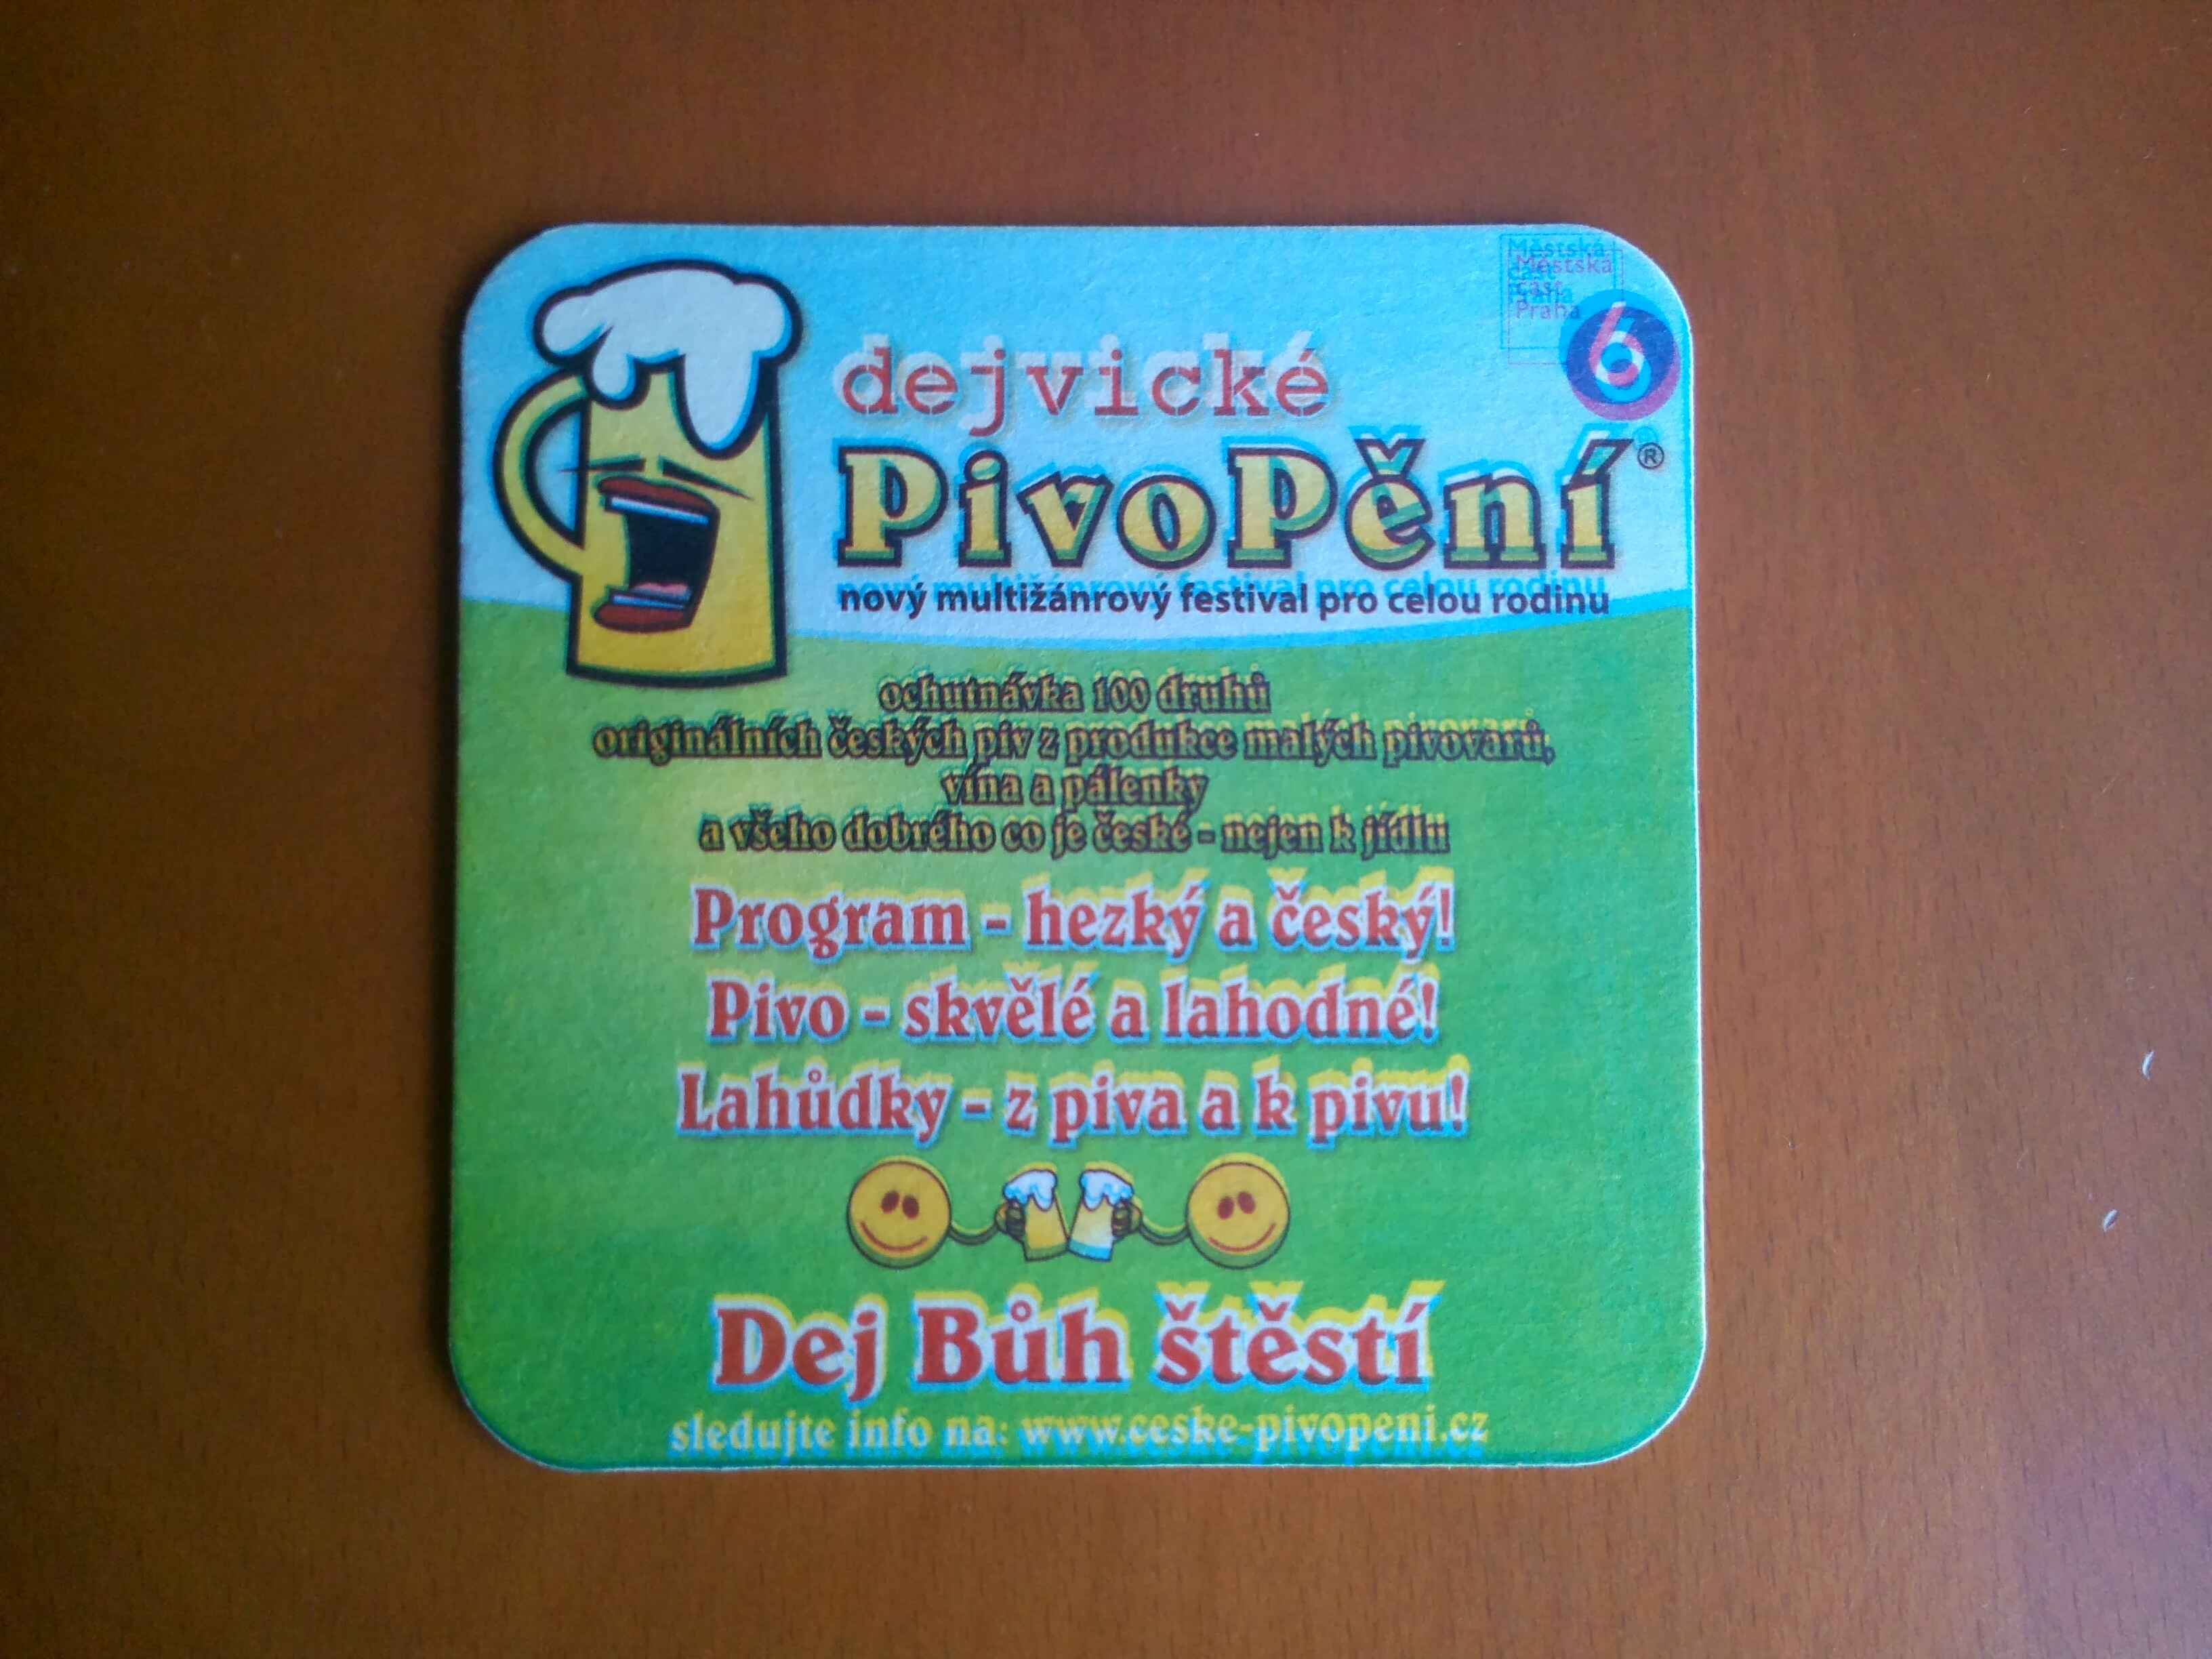 Městská
část
Praha
6
dejvické
PivoPění®
nový multižánrový festival pro celou rodinu
ochutnávka 100 druhů
originálních českých piv z produkce malých pivovarů,
vína a pálenky
a všeho dobrého co je české - nejen k jídlu
Program - hezký a český!
Pivo - skvělé a lahodné!
Lahůdky - z piva a k pivu!
Dej Bůh štěstí
sledujte info na: www.ceske-pivopeni.cz